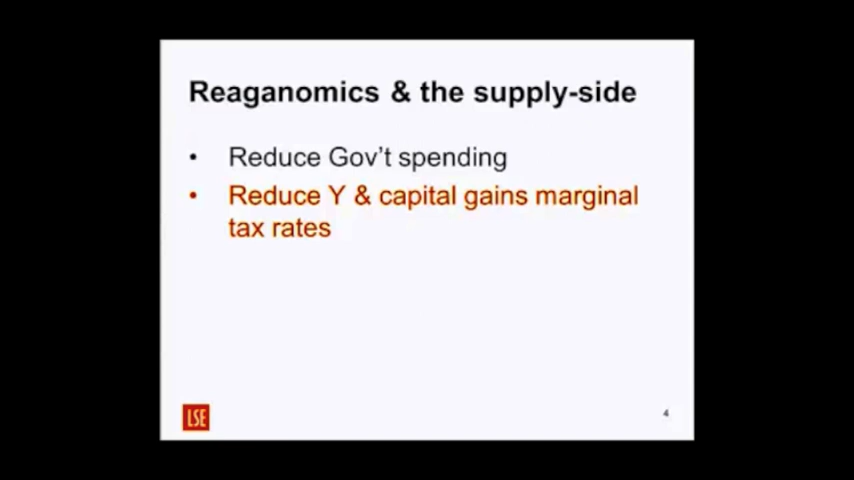 Reaganomics & the supply-side
• Reduce Gov't spending
• Reduce Y & capital gains marginal
tax rates
LSE
4